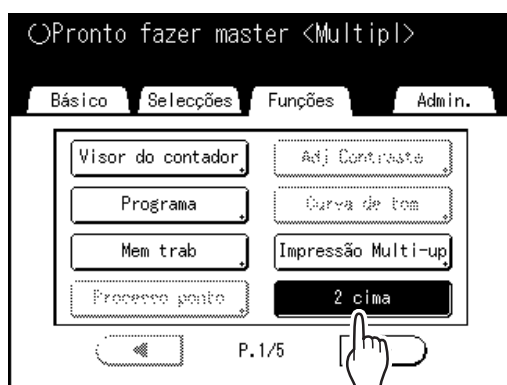 Pronto fazer master <Multipl>
Básico Selecções Funções Admin.
Visor do contador Adj Contraste
Programa Curva de tom
Mem trab Impressão Multi-up
Processo ponto 2 cima
P.1/5